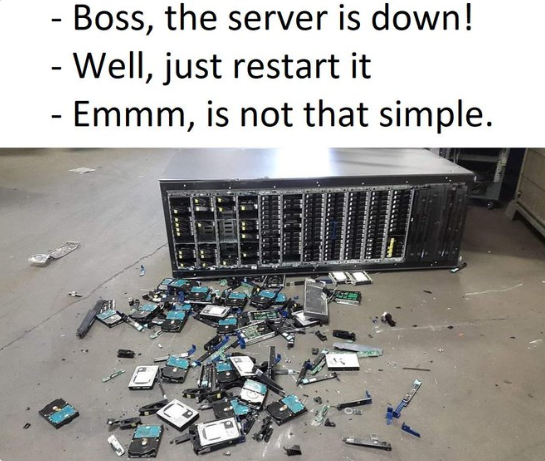 - Boss, the server is down!
- Well, just restart it
- Emmm, is not that simple.